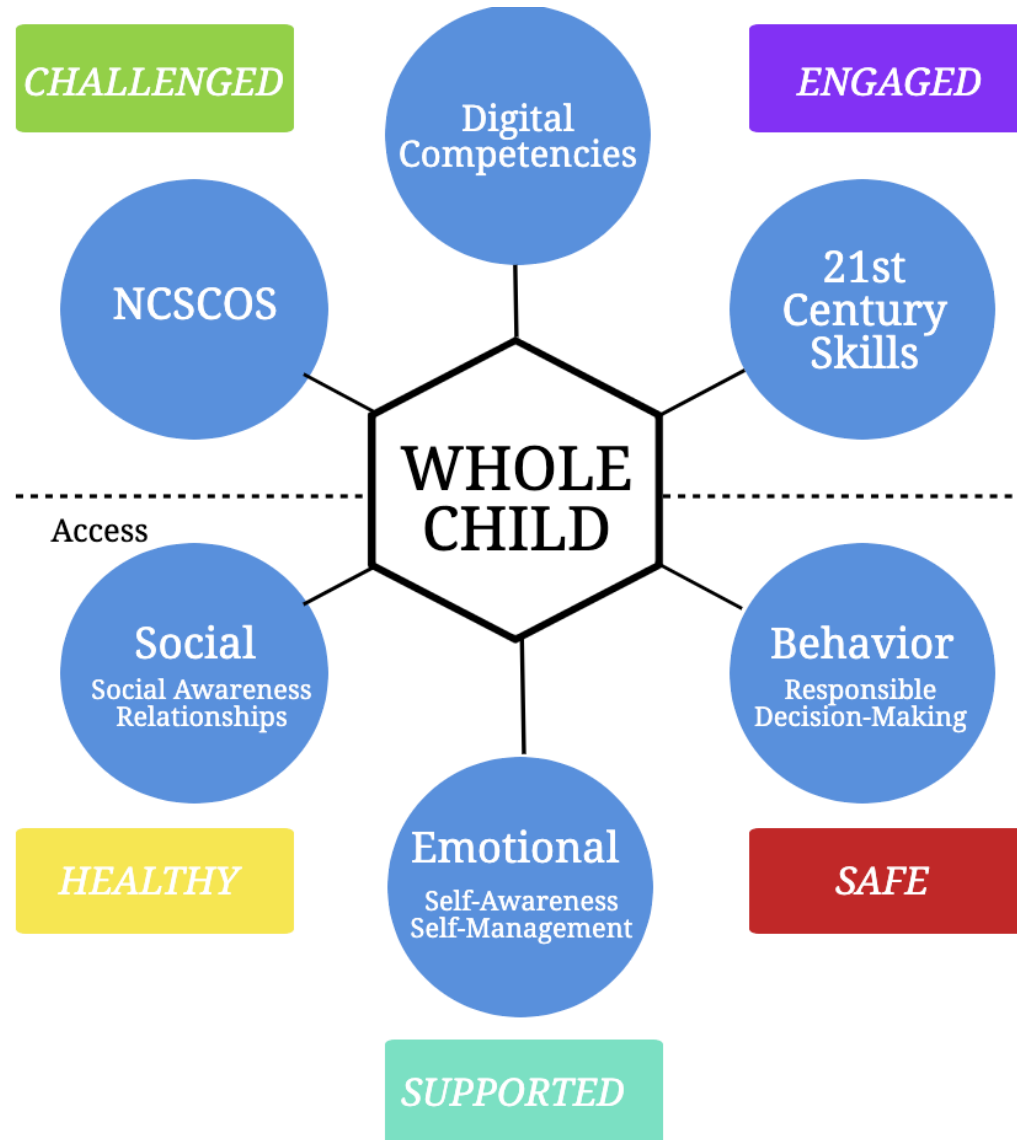 CHALLENGED
ENGAGED
Digital
Competencies
NCSCOS
21st
Century
Skills
WHOLE
CHILD
Access
Social
Social Awareness
Relationships
Behavior
Responsible
Decision-Making
HEALTHY
Emotional
Self-Awareness
Self-Management
SAFE
SUPPORTED